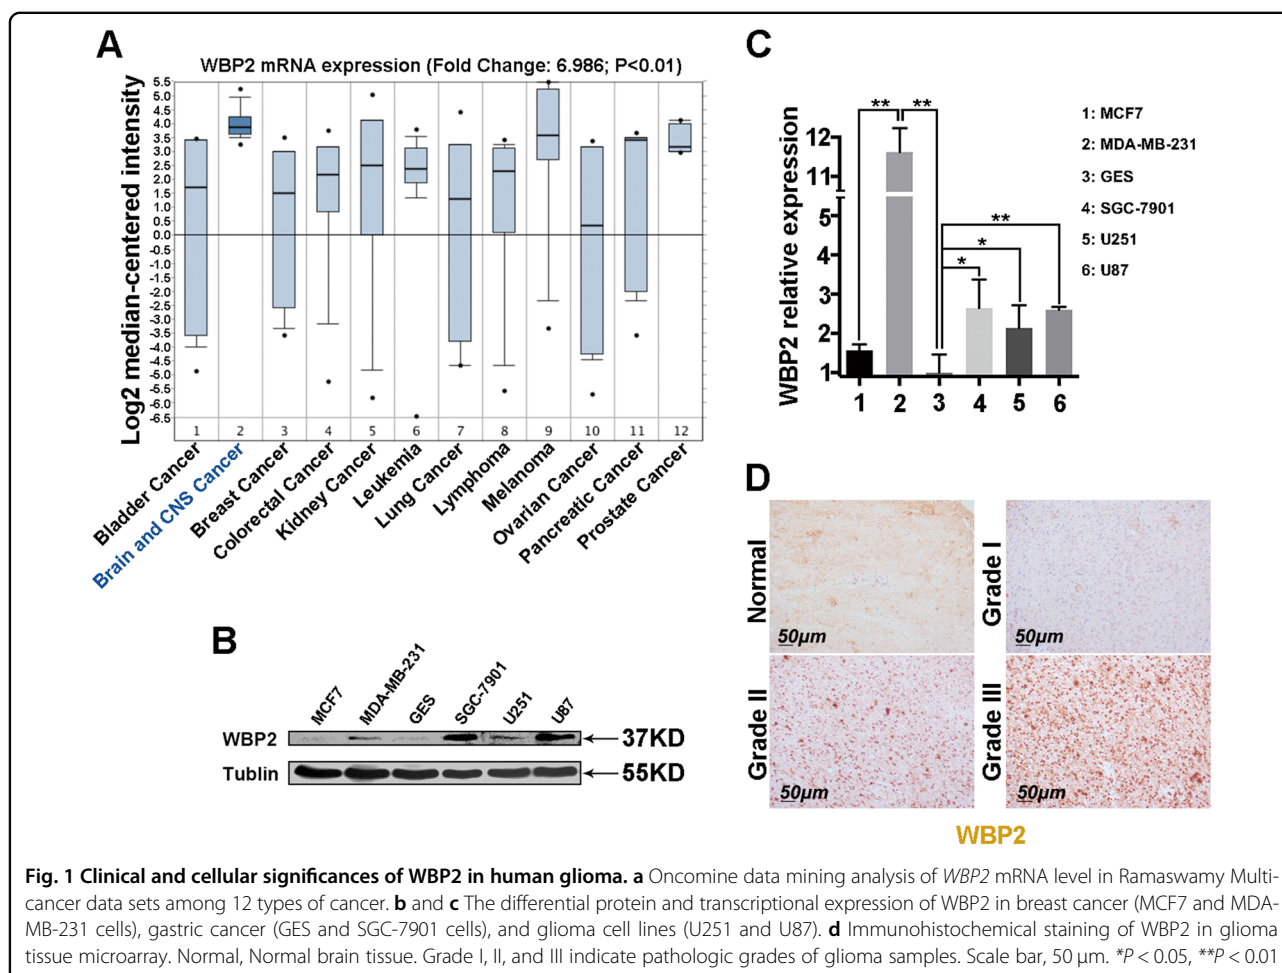 A
WBP2 mRNA expression (Fold Change: 6.986; P<0.01)
Log2 median-centered intensity
5.5
5.0
4.5
4.0
3.5
3.0
2.5
2.0
1.5
1.0
0.5
0.0
-0.5
-1.0
-1.5
-2.0
-2.5
-3.0
-3.5
-4.0
-4.5
-5.0
-5.5
-6.0
-6.5
1 2 3 4 5 6 7 8 9 10 11 12
Bladder Cancer
Brain and CNS Cancer
Breast Cancer
Colorectal Cancer
Kidney Cancer
Leukemia
Lung Cancer
Lymphoma
Melanoma
Ovarian Cancer
Pancreatic Cancer
Prostate Cancer
B
MCF7
MDA-MB-231
GES
SGC-7901
U251
U87
WBP2
37KD
Tublin
55KD
C
WBP2 relative expression
12
11
5
4
3
2
1
** **
**
*
*
1 2 3 4 5 6
1: MCF7
2: MDA-MB-231
3: GES
4: SGC-7901
5: U251
6: U87
D
Normal
50µm
Grade I
50µm
Grade II
50µm
Grade III
50µm
WBP2
Fig. 1 Clinical and cellular significances of WBP2 in human glioma. a Oncomine data mining analysis of WBP2 mRNA level in Ramaswamy Multi-
cancer data sets among 12 types of cancer. b and c The differential protein and transcriptional expression of WBP2 in breast cancer (MCF7 and MDA-
MB-231 cells), gastric cancer (GES and SGC-7901 cells), and glioma cell lines (U251 and U87). d Immunohistochemical staining of WBP2 in glioma
tissue microarray. Normal, Normal brain tissue. Grade I, II, and III indicate pathologic grades of glioma samples. Scale bar, 50 µm. *P < 0.05, **P < 0.01